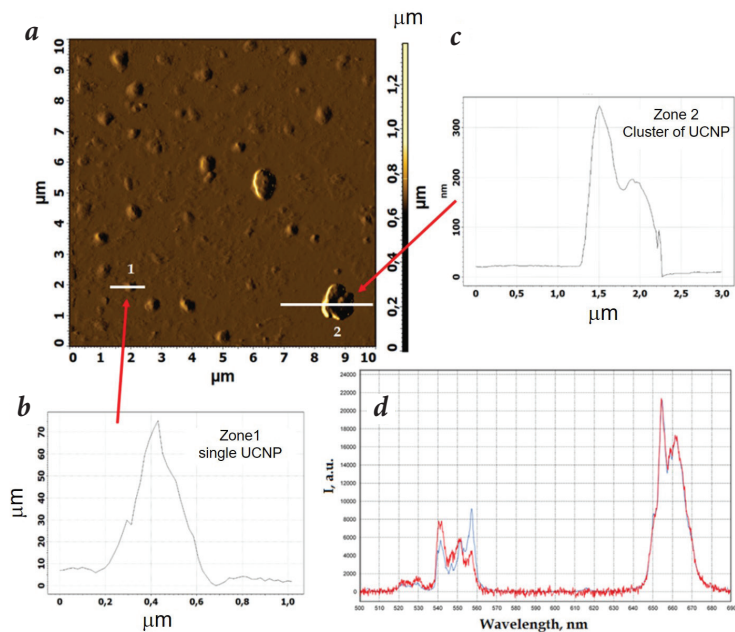 a
μm
10
9
8
7
6
5
4
3
2
1
0
μm
1
2
0 1 2 3 4 5 6 7 8 9 10
μm
1,2
1,0
0,8
0,6
0,4
0,2
0
μm
c
Zone 2
Cluster of UCNP
300
200
100
0
nm
0 0,5 1,0 1,5 2,0 2,5 3,0
μm
b
Zone1
single UCNP
70
60
50
40
30
20
10
0
μm
0 0,4 0,6 0,8 1,0
μm
d
22000
20000
18000
16000
14000
12000
10000
8000
6000
4000
2000
0
I, a.u.
500 510 520 530 540 550 560 570 580 590 600 610 620 630 640 650 660 670 680 690
Wavelength, nm